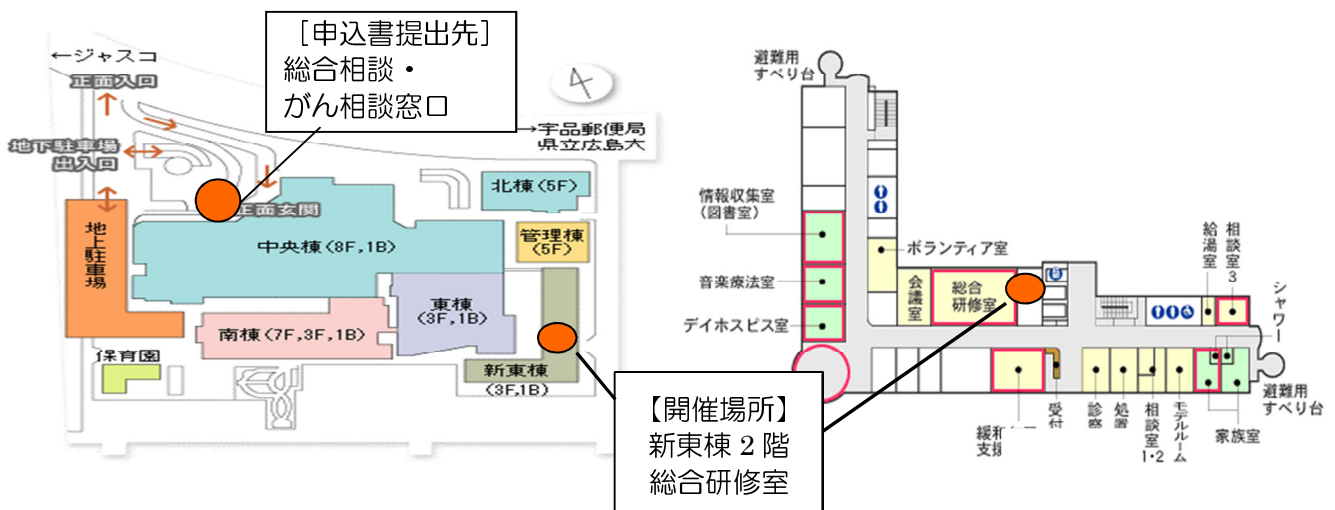 [申込書提出先]
総合相談・
がん相談窓口
←ジャスコ
正面入口
地下駐車場
出入口
→宇品郵便局
県立広島大
正面玄関
北棟(5F)
管理棟
(5F)
中央棟(8F,1B)
地上駐車場
東棟
(3F,1B)
南棟(7F,3F,1B)
保育園
新東棟
(3F,1B)
【開催場所】
新東棟2階
総合研修室
避難用
すべり台
情報収集室
(図書室)
ボランティア室
音楽療法室
デイホスピス室
会議室
総合
研修室
給湯室
相談室3
シャワー
避難用
すべり台
緩和
支援
受付
診察
処置
相談室
1・2
モデルルーム
家族室